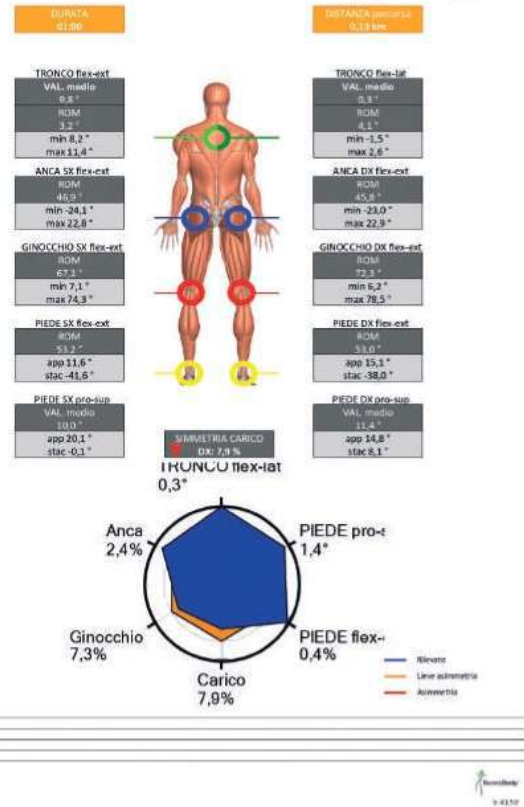 DURATA
01:00
DISTANZA percorsa
0,13 km
TRONCO flex-ext
VAL. medio
9,8 °
ROM
3,2 °
min 8,2 °
max 11,4 °
TRONCO flex-lat
VAL. medio
0,3 °
ROM
4,1 °
min -1,5 °
max 2,6 °
ANCA SX flex-ext
ROM
46,9 °
min -24,1 °
max 22,8 °
ANCA DX flex-ext
ROM
45,8 °
min -23,0 °
max 22,9 °
GINOCCHIO SX flex-ext
ROM
67,2 °
min 7,1 °
max 74,3 °
GINOCCHIO DX flex-ext
ROM
72,3 °
min 6,2 °
max 78,5 °
PIEDE SX flex-ext
ROM
53,2 °
app 11,6 °
stac -41,6 °
PIEDE DX flex-ext
ROM
53,0 °
app 15,1 °
stac -38,0 °
PIEDE SX pro-sup
VAL. medio
10,0 °
app 20,1 °
stac -0,1 °
PIEDE DX pro-sup
VAL. medio
11,4 °
app 14,8 °
stac 8,1 °
SIMMETRIA CARICO
DX: 7,9 %
TRONCO flex-lat
0,3°
Anca
2,4%
PIEDE pro-s
1,4°
Ginocchio
7,3%
PIEDE flex-
0,4%
Carico
7,9%
Rilevato
Lieve asimmetria
Asimmetria